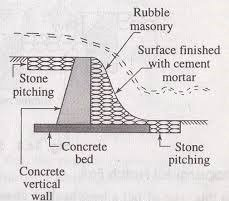 Rubble
masonry
Surface finished
with cement
mortar
Stone
pitching
Concrete
bed
Stone
pitching
Concrete
vertical
wall